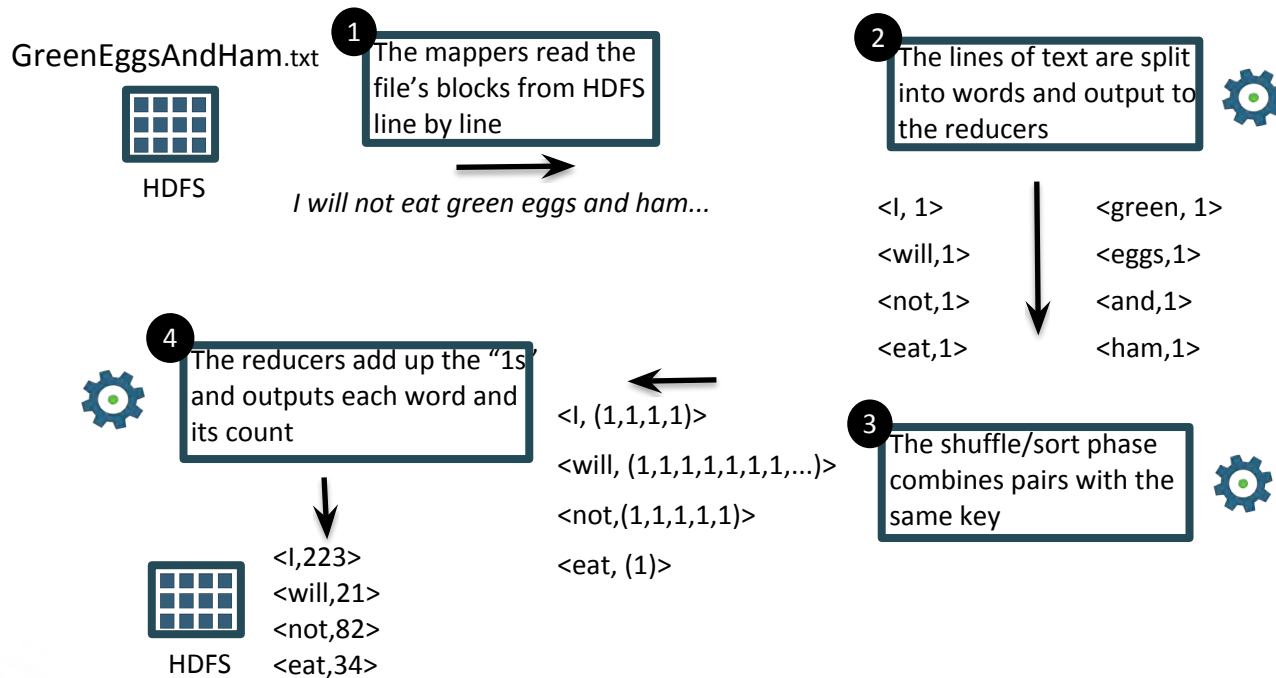 GreenEggsAndHam.txt
HDFS
1
The mappers read the
file's blocks from HDFS
line by line
I will not eat green eggs and ham...
2
The lines of text are split
into words and output to
the reducers
<I, 1>
<will,1>
<not,1>
<eat,1>
<green, 1>
<eggs,1>
<and,1>
<ham,1>
3
The shuffle/sort phase
combines pairs with the
same key
<I, (1,1,1,1)>
<will, (1,1,1,1,1,1,1,...)>
<not,(1,1,1,1,1)>
<eat, (1)>
4
The reducers add up the “1s”
and outputs each word and
its count
<I,223>
<will,21>
<not,82>
<eat,34>
HDFS